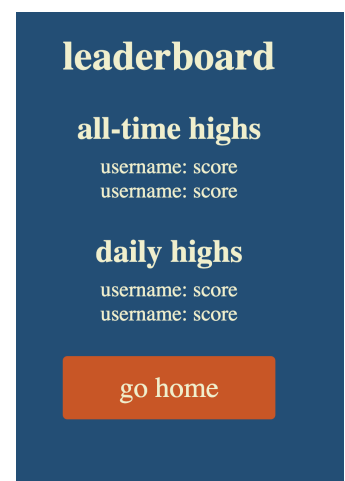 leaderboard
all-time highs
username: score
username: score
daily highs
username: score
username: score
go home